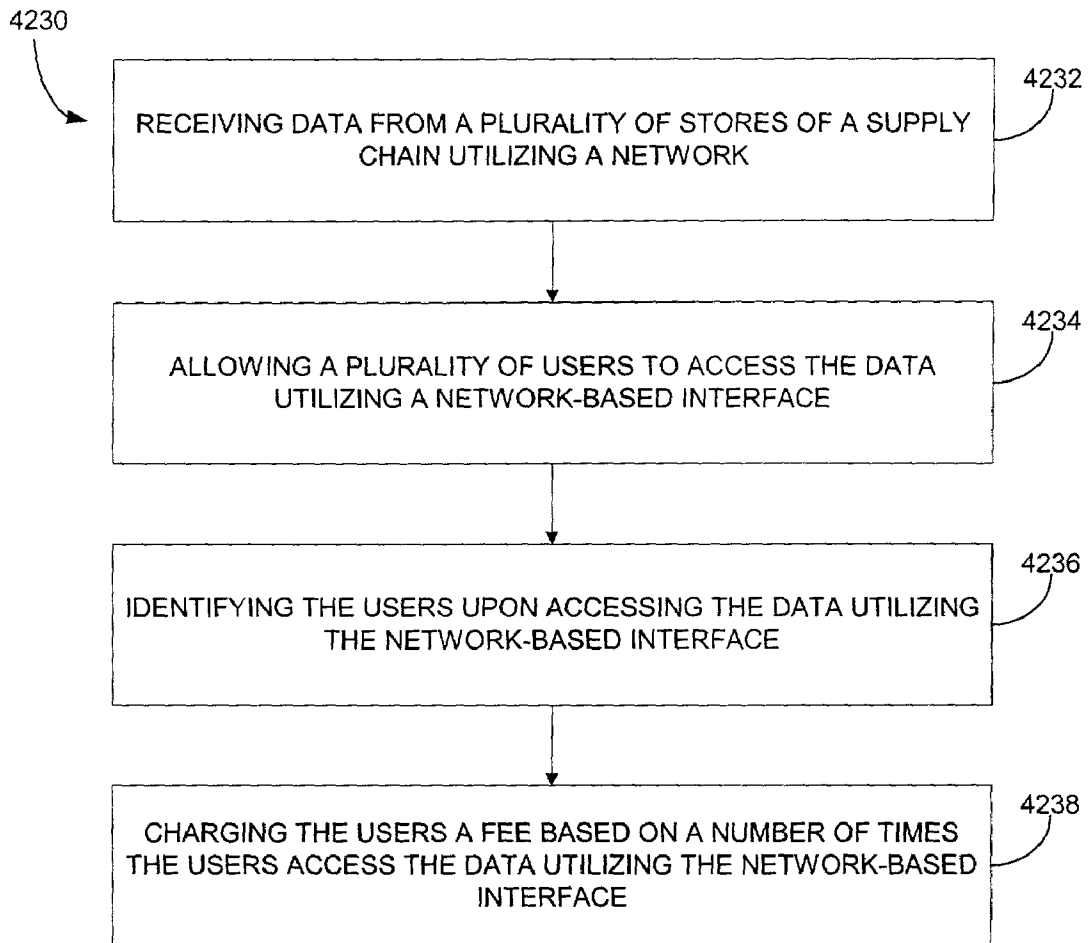 4230
4232
RECEIVING DATA FROM A PLURALITY OF STORES OF A SUPPLY
CHAIN UTILIZING A NETWORK
4234
ALLOWING A PLURALITY OF USERS TO ACCESS THE DATA
UTILIZING A NETWORK-BASED INTERFACE
4236
IDENTIFYING THE USERS UPON ACCESSING THE DATA UTILIZING
THE NETWORK-BASED INTERFACE
4238
CHARGING THE USERS A FEE BASED ON A NUMBER OF TIMES
THE USERS ACCESS THE DATA UTILIZING THE NETWORK-BASED
INTERFACE